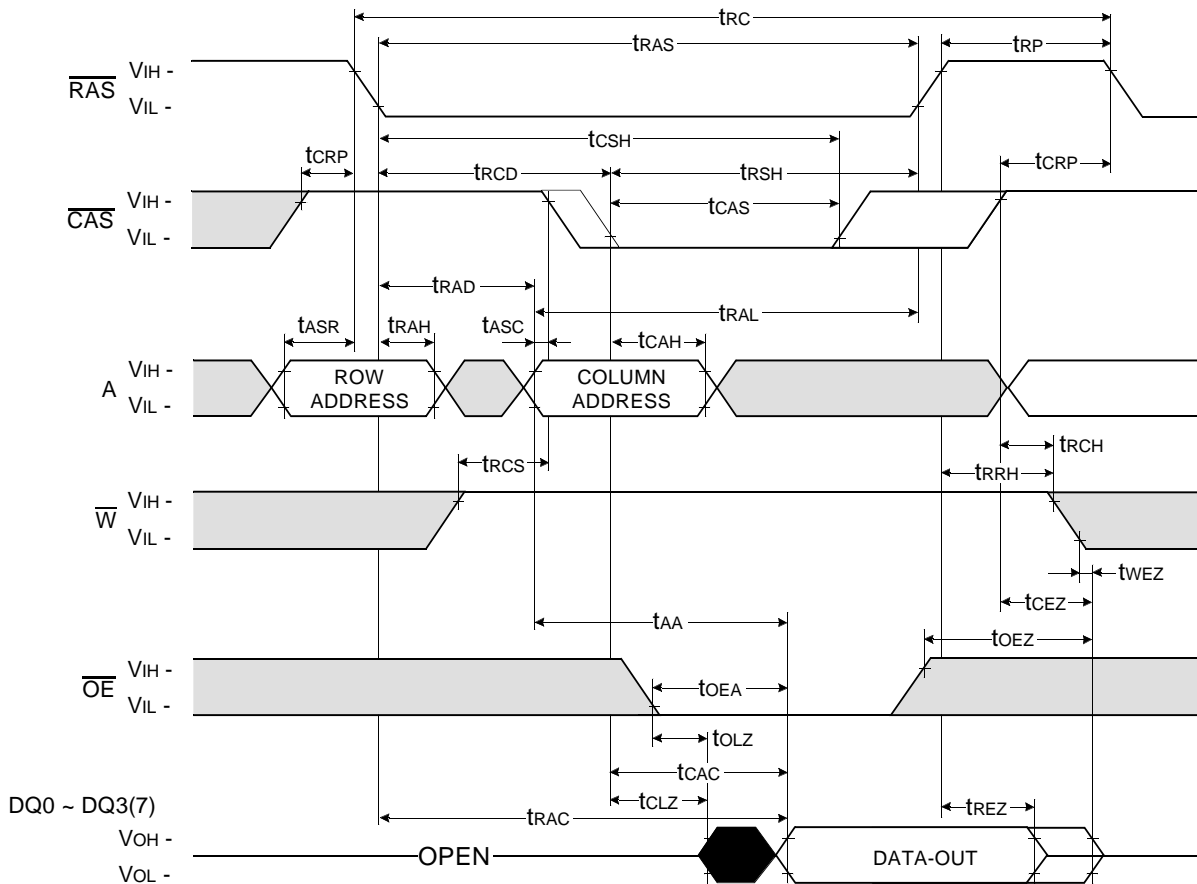 tRC
tRAS
tRP
RAS
VIH -
VIL -
tCSH
tCRP
tRCD
tRSH
tCRP
CAS
VIH -
VIL -
tCAS
tRAD
tRAL
tASR
tRAH
tASC
tCAH
A
VIH -
VIL -
ROW
ADDRESS
COLUMN
ADDRESS
tRCH
tRCS
tRRH
W
VIH -
VIL -
tWEZ
tCEZ
tAA
tOEZ
OE
VIH -
VIL -
tOEA
tOLZ
tCAC
tCLZ
tREZ
DQ0 ~ DQ3(7)
tRAC
VOH -
VOL -
OPEN
DATA-OUT